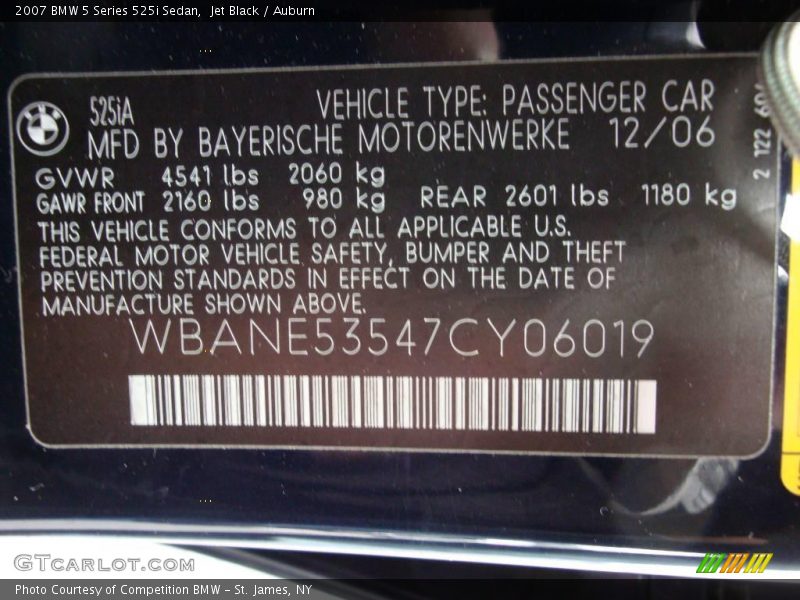 2007 BMW 5 Series 525i Sedan,  Jet Black / Auburn
525iA
VEHICLE TYPE: PASSENGER CAR
MFD BY BAYERISCHE MOTORENWERKE 12/06
GVWR 4541 lbs 2060 kg
GAWR FRONT 2160 lbs 980 kg REAR 2601 lbs 1180 kg
THIS VEHICLE CONFORMS TO ALL APPLICABLE U.S.
FEDERAL MOTOR VEHICLE SAFETY, BUMPER AND THEFT
PREVENTION STANDARDS IN EFFECT ON THE DATE OF
MANUFACTURE SHOWN ABOVE.
WBANE53547CY06019
2 122
BMW
GTcarlot.com
Photo Courtesy of Competition BMW - St. James, NY